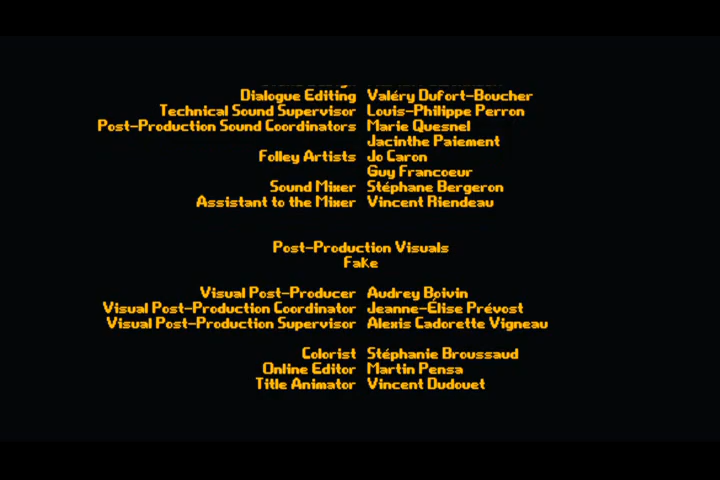 Dialogue Editing Valéry Dufort-Boucher
Technical Sound Supervisor Louis-Philippe Perron
Post-Production Sound Coordinators Marie Quesnel
Jacinthe Paiement
Folley Artists Jo Caron
Guy Francoeur
Sound Mixer Stéphane Bergeron
Assistant to the Mixer Vincent Riendeau
Post-Production Visuals
Fake
Visual Post-Producer Audrey Boivin
Visual Post-Production Coordinator Jeanne-Élise Prévost
Visual Post-Production Supervisor Alexis Cadorette Vigneau
Colorist Stéphanie Broussaud
Online Editor Martin Pensa
Title Animator Vincent Dudouet